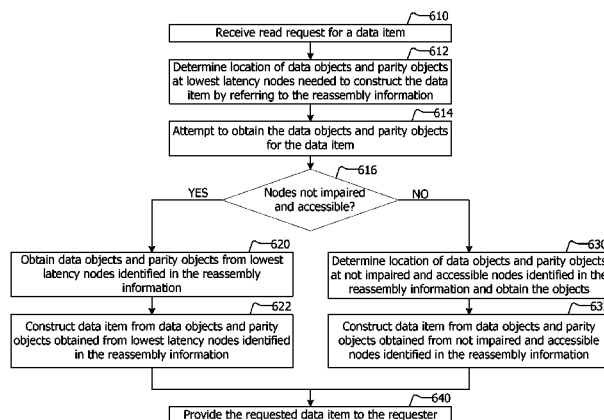 610
Receive read request for a data item
612
Determine location of data objects and parity objects
at lowest latency nodes needed to construct the data
item by referring to the reassembly information
614
Attempt to obtain the data objects and parity objects
for the data item
616
Nodes not impaired
and accessible?
YES
NO
620
Obtain data objects and parity objects from lowest
latency nodes identified in the reassembly
information
630
Determine location of data objects and parity objects
at not impaired and accessible nodes identified in the
reassembly information and obtain the objects
622
Construct data item from data objects and parity
objects obtained from lowest latency nodes identified
in the reassembly information
Construct data item from data objects and parity
objects obtained from not impaired and accessible
nodes identified in the reassembly information
640
Provide the requested data item to the requester